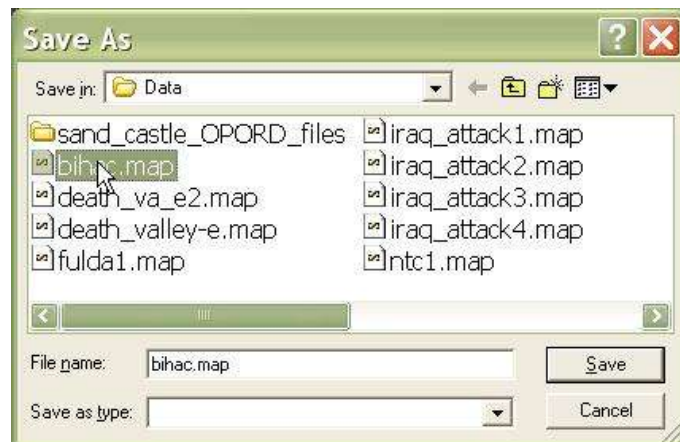 Save As
Save in: Data
sand_castle_OPORD_files
bihac.map
death_va_e2.map
death_valley-e.map
fulda1.map
iraq_attack1.map
iraq_attack2.map
iraq_attack3.map
iraq_attack4.map
ntc1.map
File name: bihac.map Save
Save as type: Cancel